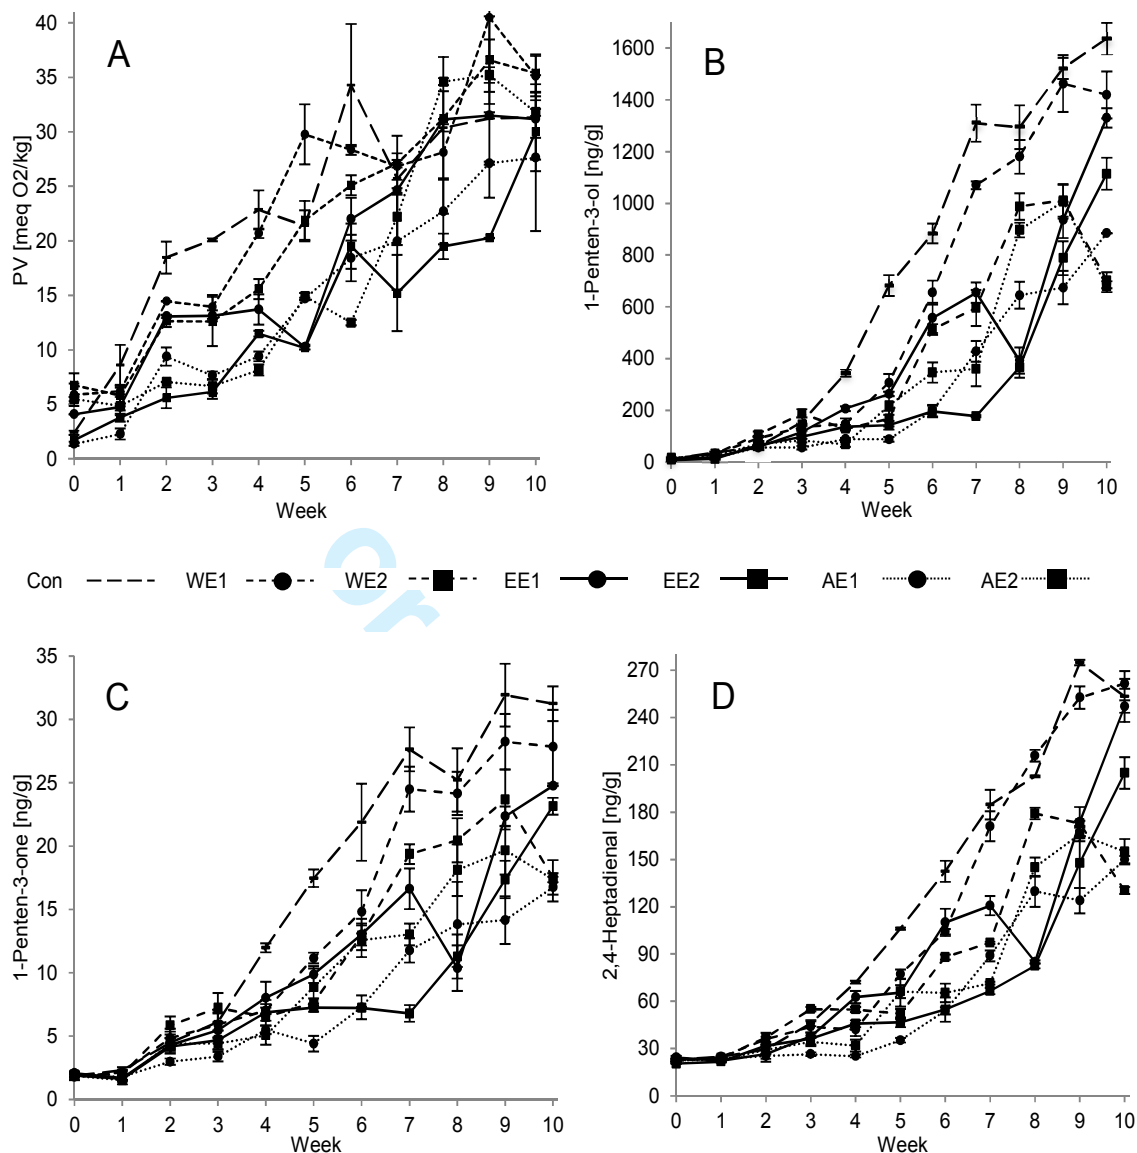 A
PV [meq O2/kg]
40
35
30
25
20
15
10
5
0
0 1 2 3 4 5 6 7 8 9 10
Week
B
1-Penten-3-ol [ng/g]
1600
1400
1200
1000
800
600
400
200
0
0 1 2 3 4 5 6 7 8 9 10
Week
Con WE1 WE2 EE1 EE2 AE1 AE2
or
C
1-Penten-3-one [ng/g]
35
30
25
20
15
10
5
0
0 1 2 3 4 5 6 7 8 9 10
Week
D
2,4-Heptadienal [ng/g]
270
240
210
180
150
120
90
60
30
0
0 1 2 3 4 5 6 7 8 9 10
Week